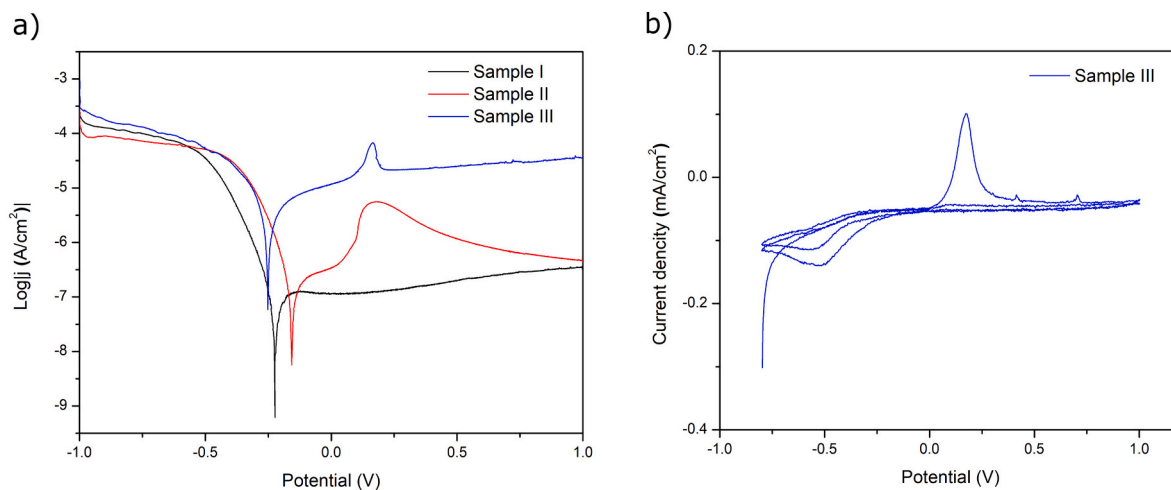 a)
-3
-4
-5
-6
-7
-8
-9
-1.0 -0.5 0.0 0.5 1.0
Log|j (A/cm²)|
Potential (V)
Sample I
Sample II
Sample III
b)
0.2
0.0
-0.2
-0.4
-1.0 -0.5 0.0 0.5 1.0
Current dencity (mA/cm²)
Potential (V)
Sample III